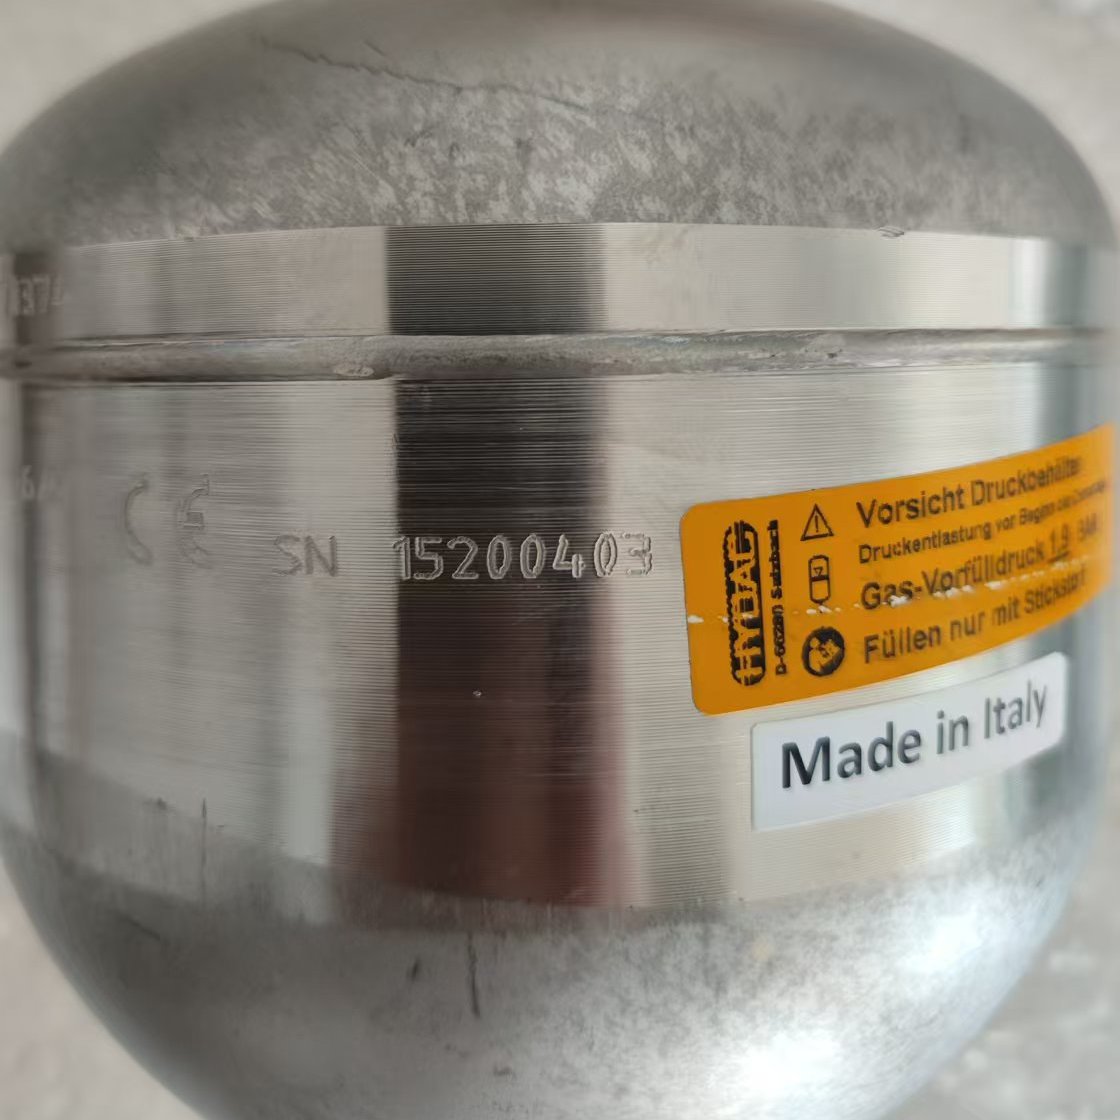 CE
SN 15200403
HYDAC
D-66280 Sulzbach
Vorsicht Druckbehälter
Druckentlastung vor Beginn der
Gas-Vorfülldruck 1,9 BAR
Füllen nur mit Stickstoff
Made in Italy